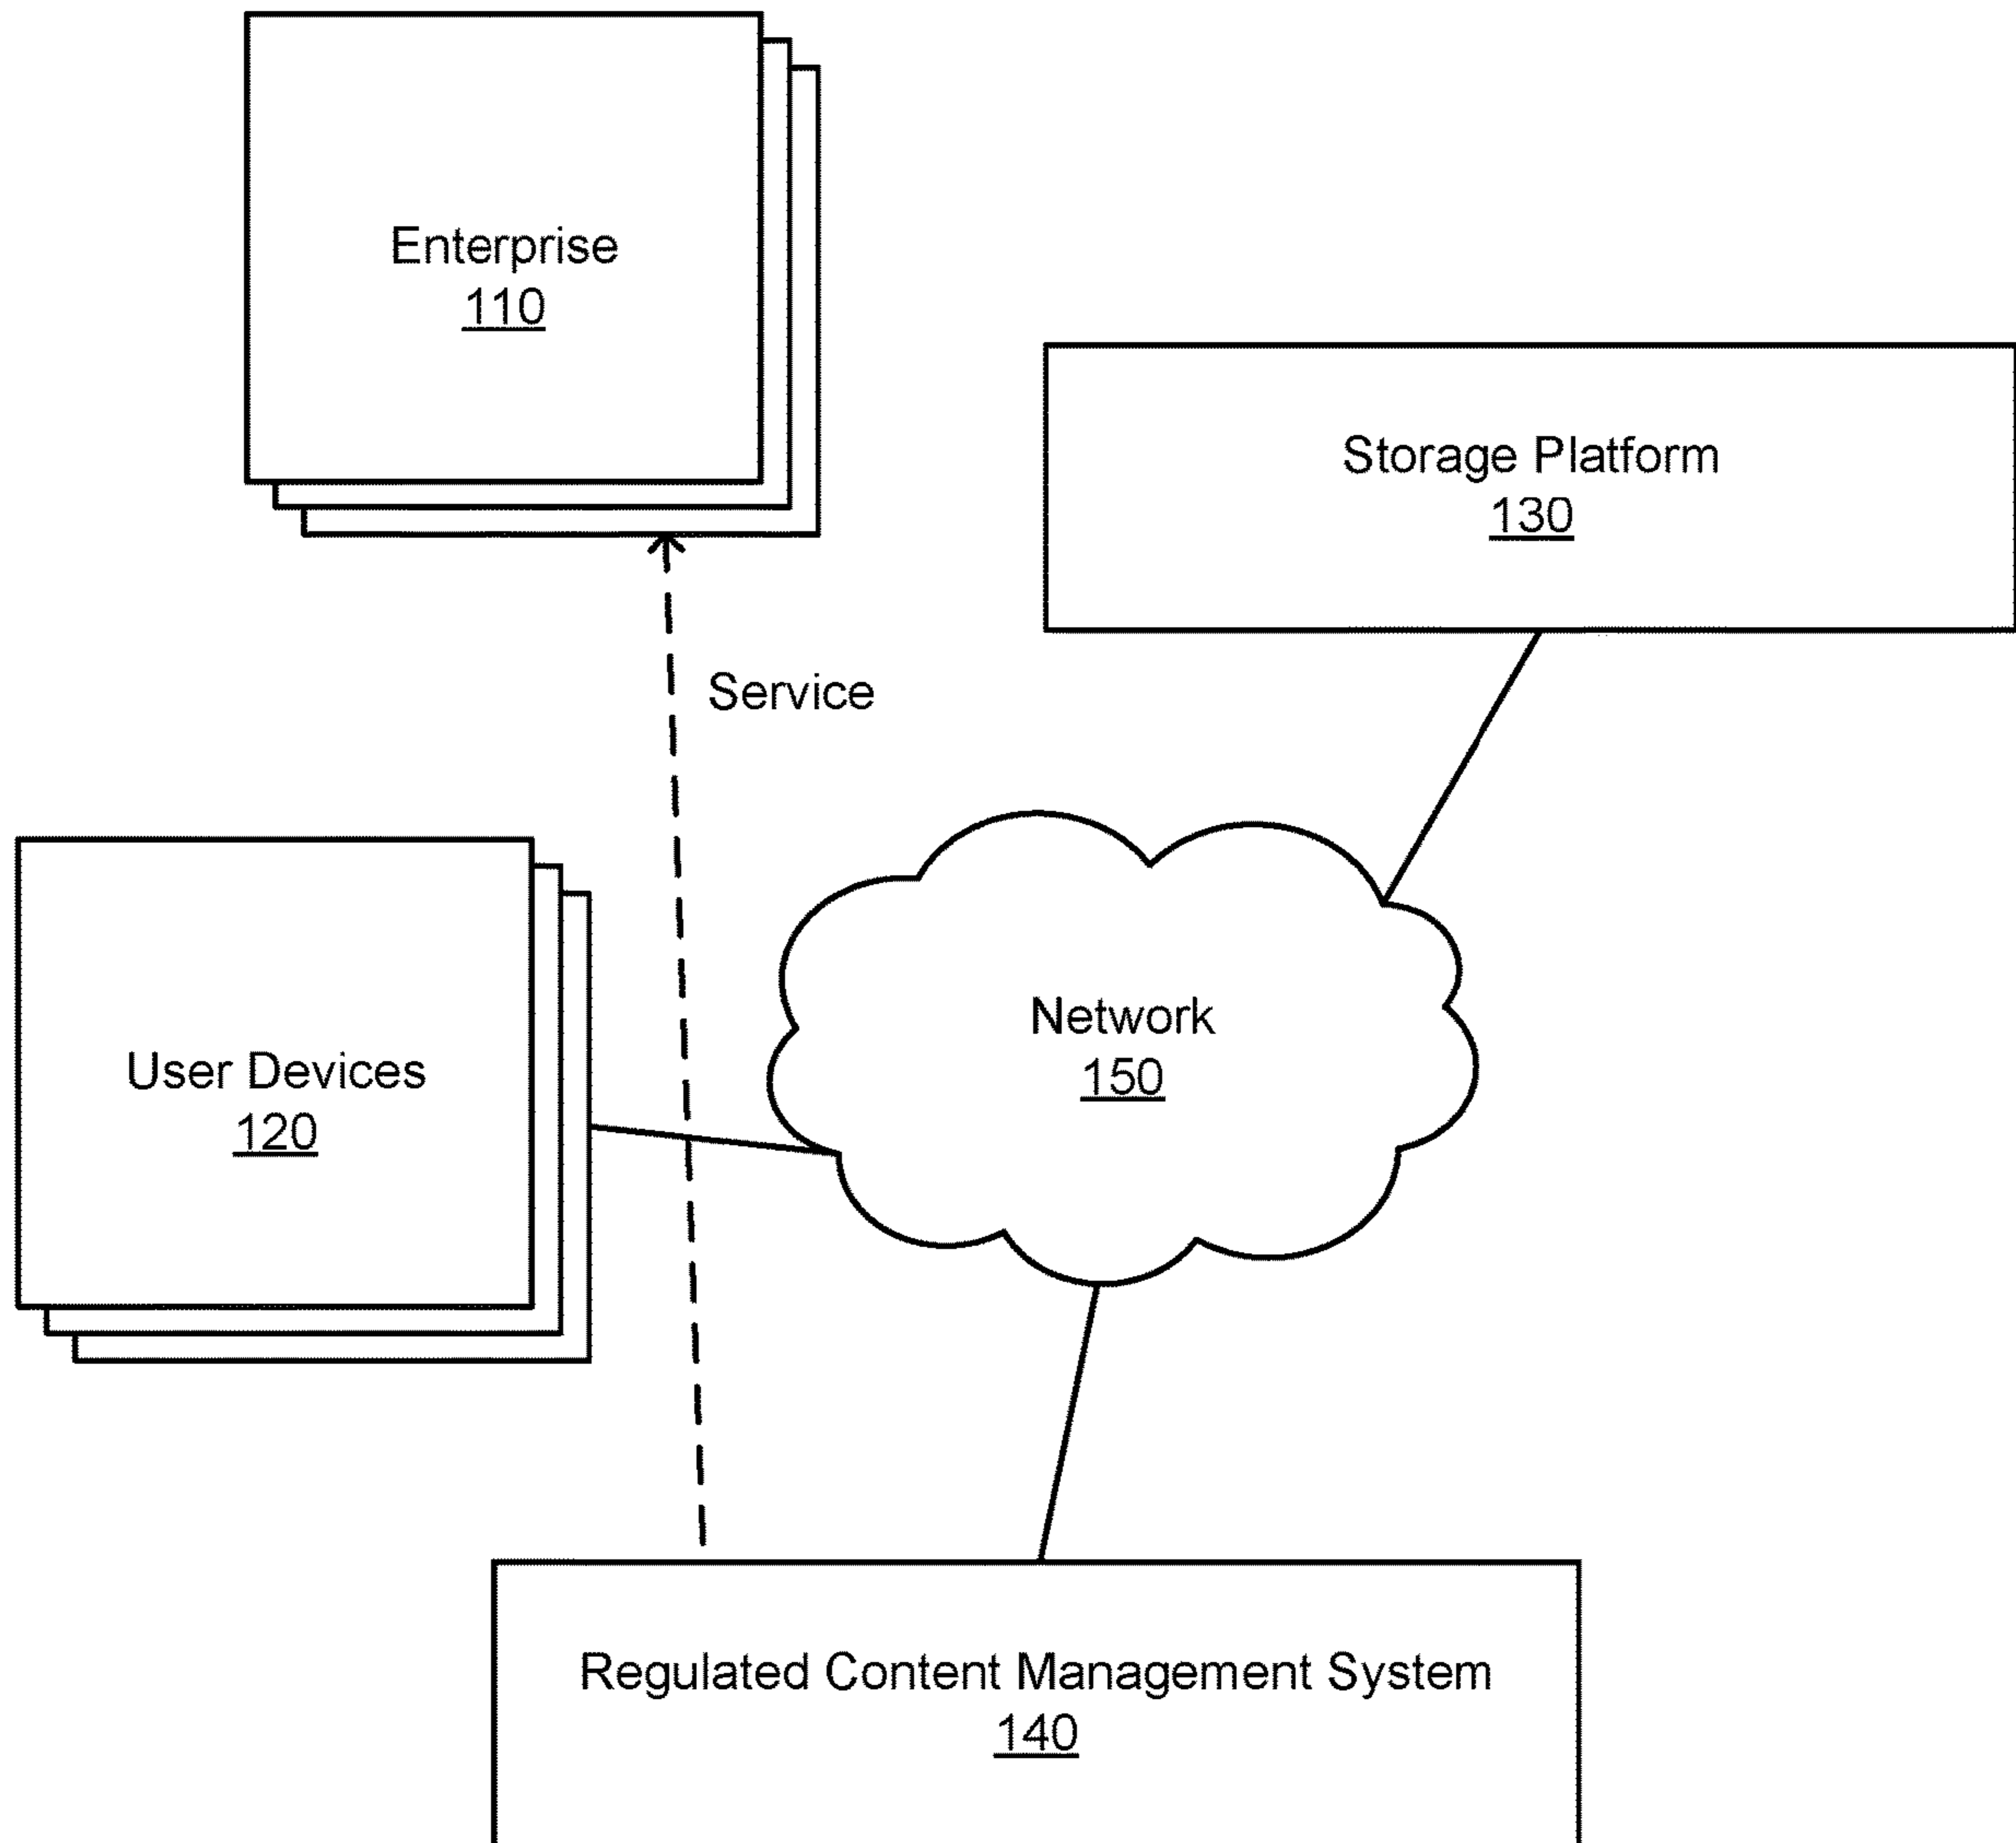 Enterprise
110
Storage Platform
130
Service
Network
150
User Devices
120
Regulated Content Management System
140